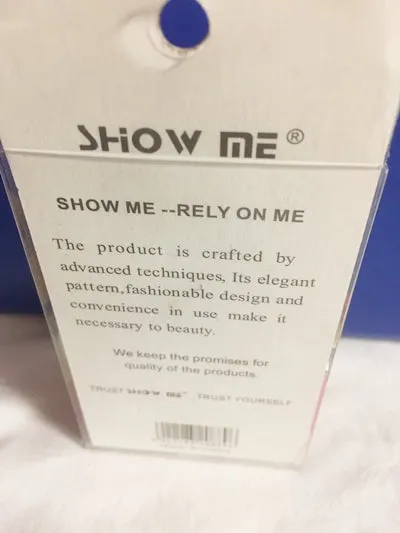 SHOW ME®
SHOW ME --RELY ON ME
The product is crafted by
advanced techniques, Its elegant
pattern,fashionable design and
convenience in use make it
necessary to beauty.
We keep the promises for
quality of the products.
TRUST SHOW ME™ TRUST YOURSELF